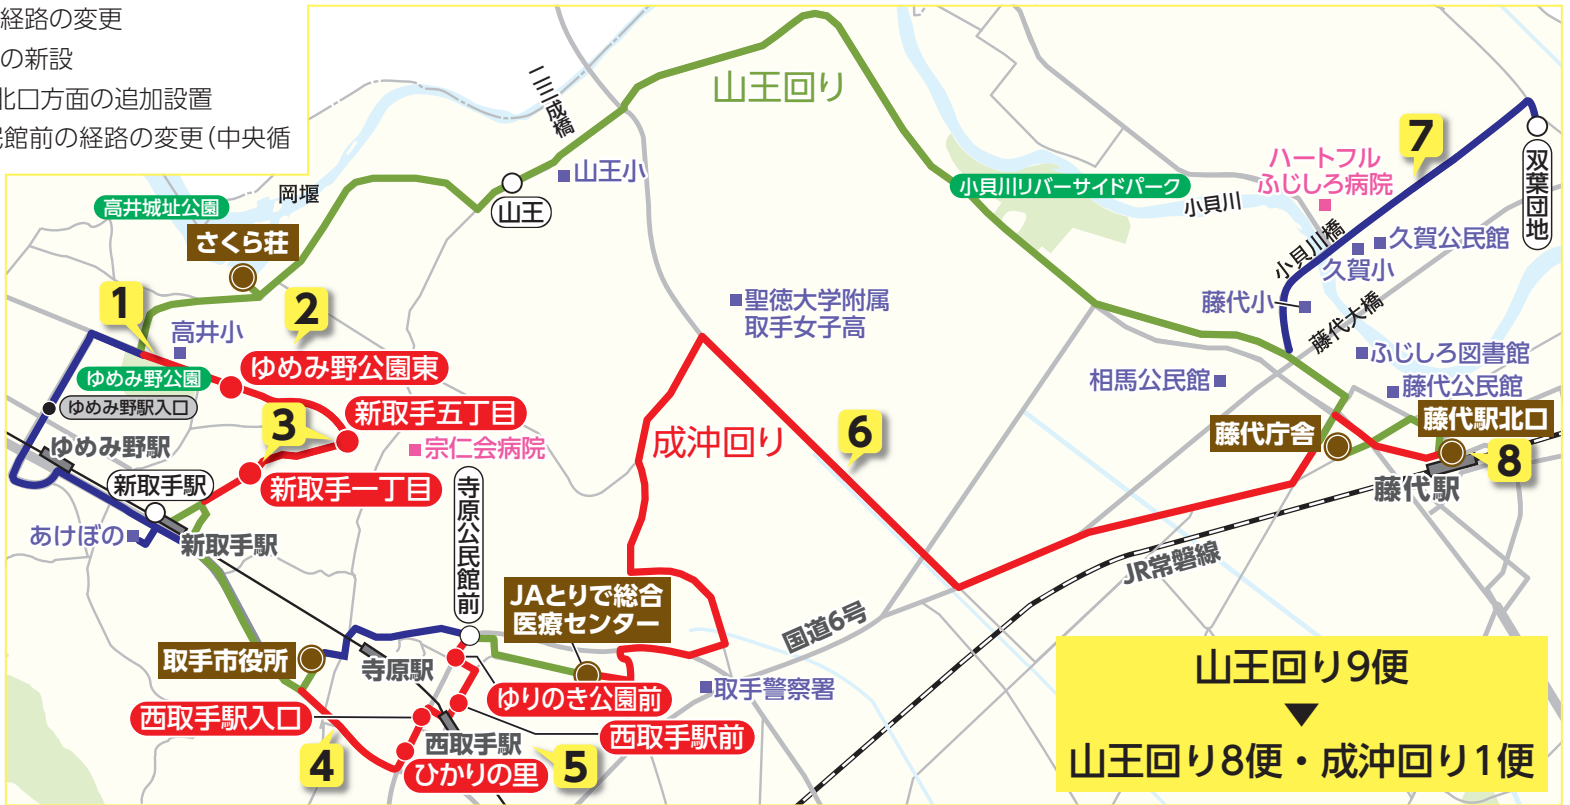 経路の変更
の新設
北口方面の追加設置
民館前の経路の変更(中央循
山王回り
一三成橋
山王小
岡堰
高井城址公園
さくら荘
山王
小貝川リバーサイドパーク
小貝川
ハートフル
ふじしろ病院
7
双葉団地
小貝川橋
久賀公民館
久賀小
藤代小
藤代大橋
1
2
高井小
聖徳大学附属
取手女子高
ふじしろ図書館
ゆめみ野公園
ゆめみ野公園東
相馬公民館
藤代公民館
ゆめみ野駅入口
新取手五丁目
3
成沖回り
6
藤代庁舎
藤代駅北口
ゆめみ野駅
宗仁会病院
8
新取手駅
新取手一丁目
寺原公民館前
藤代駅
あけぼの
新取手駅
JR常磐線
JAとりで総合
医療センター
国道6号
取手市役所
寺原駅
ゆりのき公園前
取手警察署
西取手駅入口
西取手駅
西取手駅前
4
ひかりの里
5
山王回り9便
▼
山王回り8便・成沖回り1便